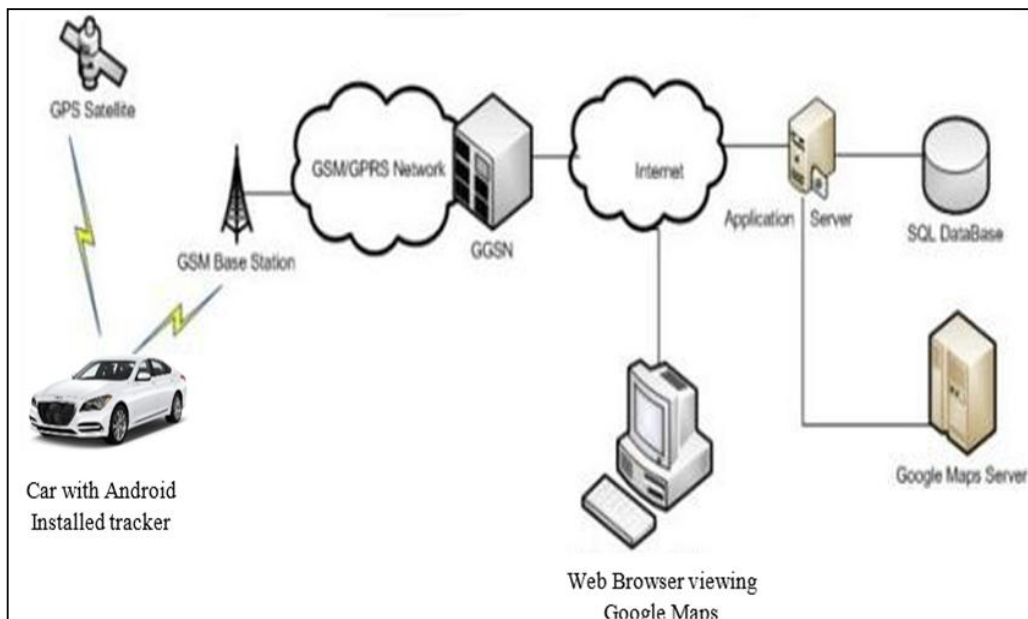 GPS Satellite
GSM/GPRS Network
GSM Base Station
GGSN
Internet
Application Server
SQL DataBase
Google Maps Server
Car with Android
Installed tracker
Web Browser viewing
Google Maps